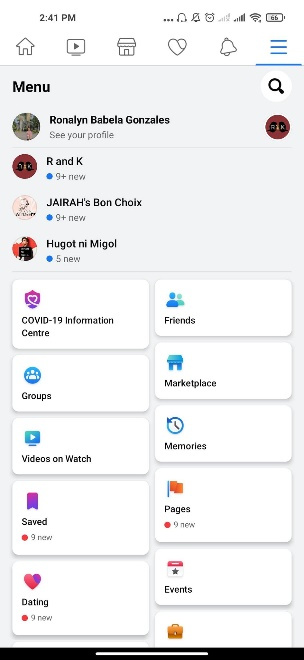 2:41 PM
66
Menu
Ronalyn Babela Gonzales
See your profile
R and K
9+ new
JAIRAH's Bon Choix
9+ new
Hugot ni Migol
5 new
COVID-19 Information
Centre
Friends
Groups
Marketplace
Videos on Watch
Memories
Saved
9 new
Pages
9 new
Dating
9 new
Events